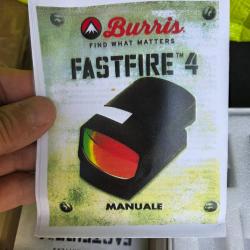 Burris
FIND WHAT MATTERS
FASTFIRE™ 4
MANUALE